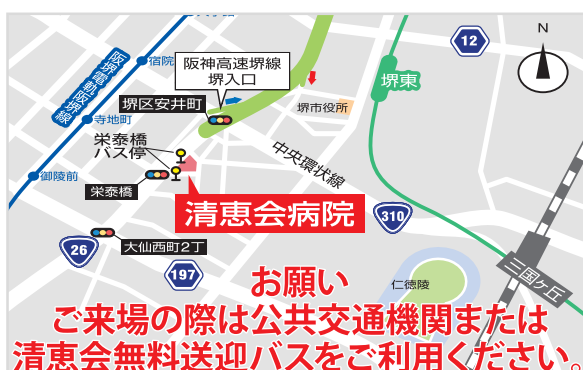 宿院
阪神高速堺線
堺入口
12
N
阪堺電軌阪堺線
堺東
堺区安井町
堺市役所
寺地町
栄泰橋
バス停
中央環状線
御陵前
栄泰橋
清恵会病院
310
26
大仙西町2丁
197
仁徳陵
三国ヶ丘
お願い
ご来場の際は公共交通機関または
清恵会無料送迎バスをご利用ください。